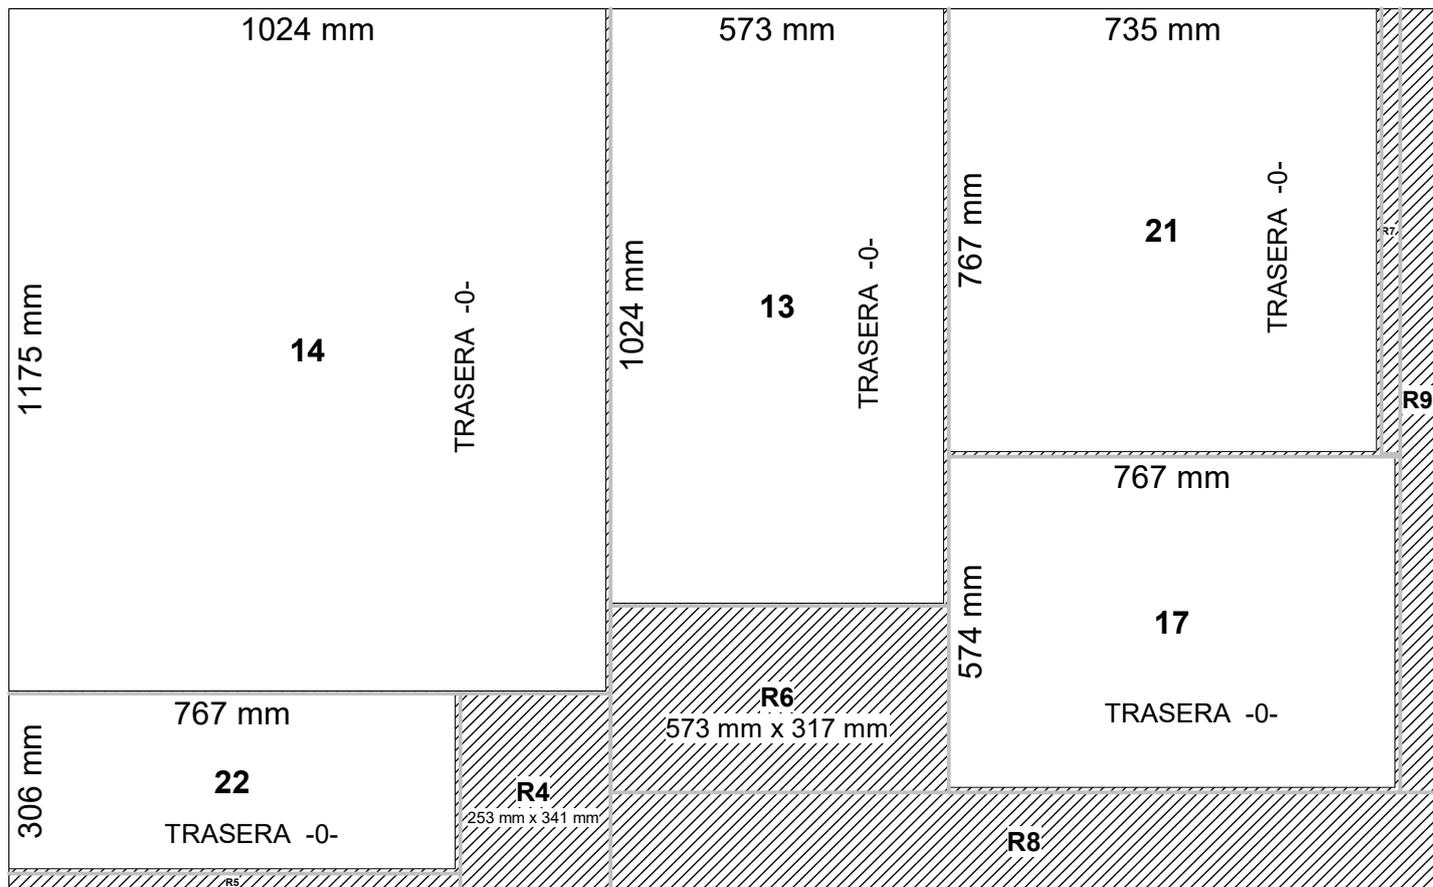 1024 mm
1175 mm
14
TRASERA -0-
573 mm
1024 mm
13
TRASERA -0-
735 mm
767 mm
21
TRASERA -0-
R7
R9
767 mm
574 mm
17
TRASERA -0-
767 mm
306 mm
22
TRASERA -0-
R5
R4
253 mm x 341 mm
R6
573 mm x 317 mm
R8